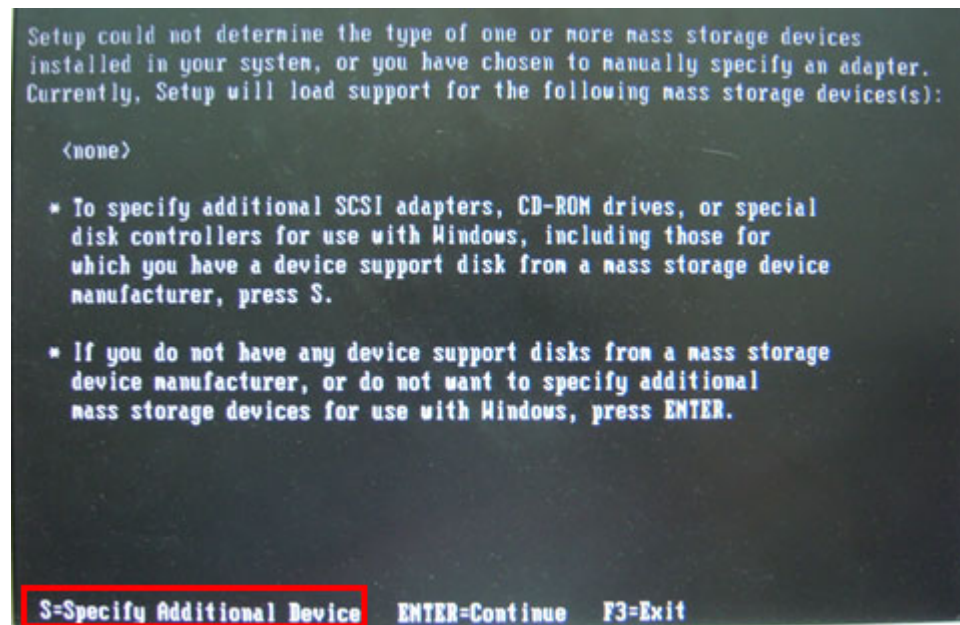 Setup could not determine the type of one or more mass storage devices
installed in your system, or you have chosen to manually specify an adapter.
Currently, Setup will load support for the following mass storage devices(s):
<none>
* To specify additional SCSI adapters, CD-ROM drives, or special
disk controllers for use with Windows, including those for
which you have a device support disk from a mass storage device
manufacturer, press S.
* If you do not have any device support disks from a mass storage
device manufacturer, or do not want to specify additional
mass storage devices for use with Windows, press ENTER.
S=Specify Additional Device ENTER=Continue F3=Exit